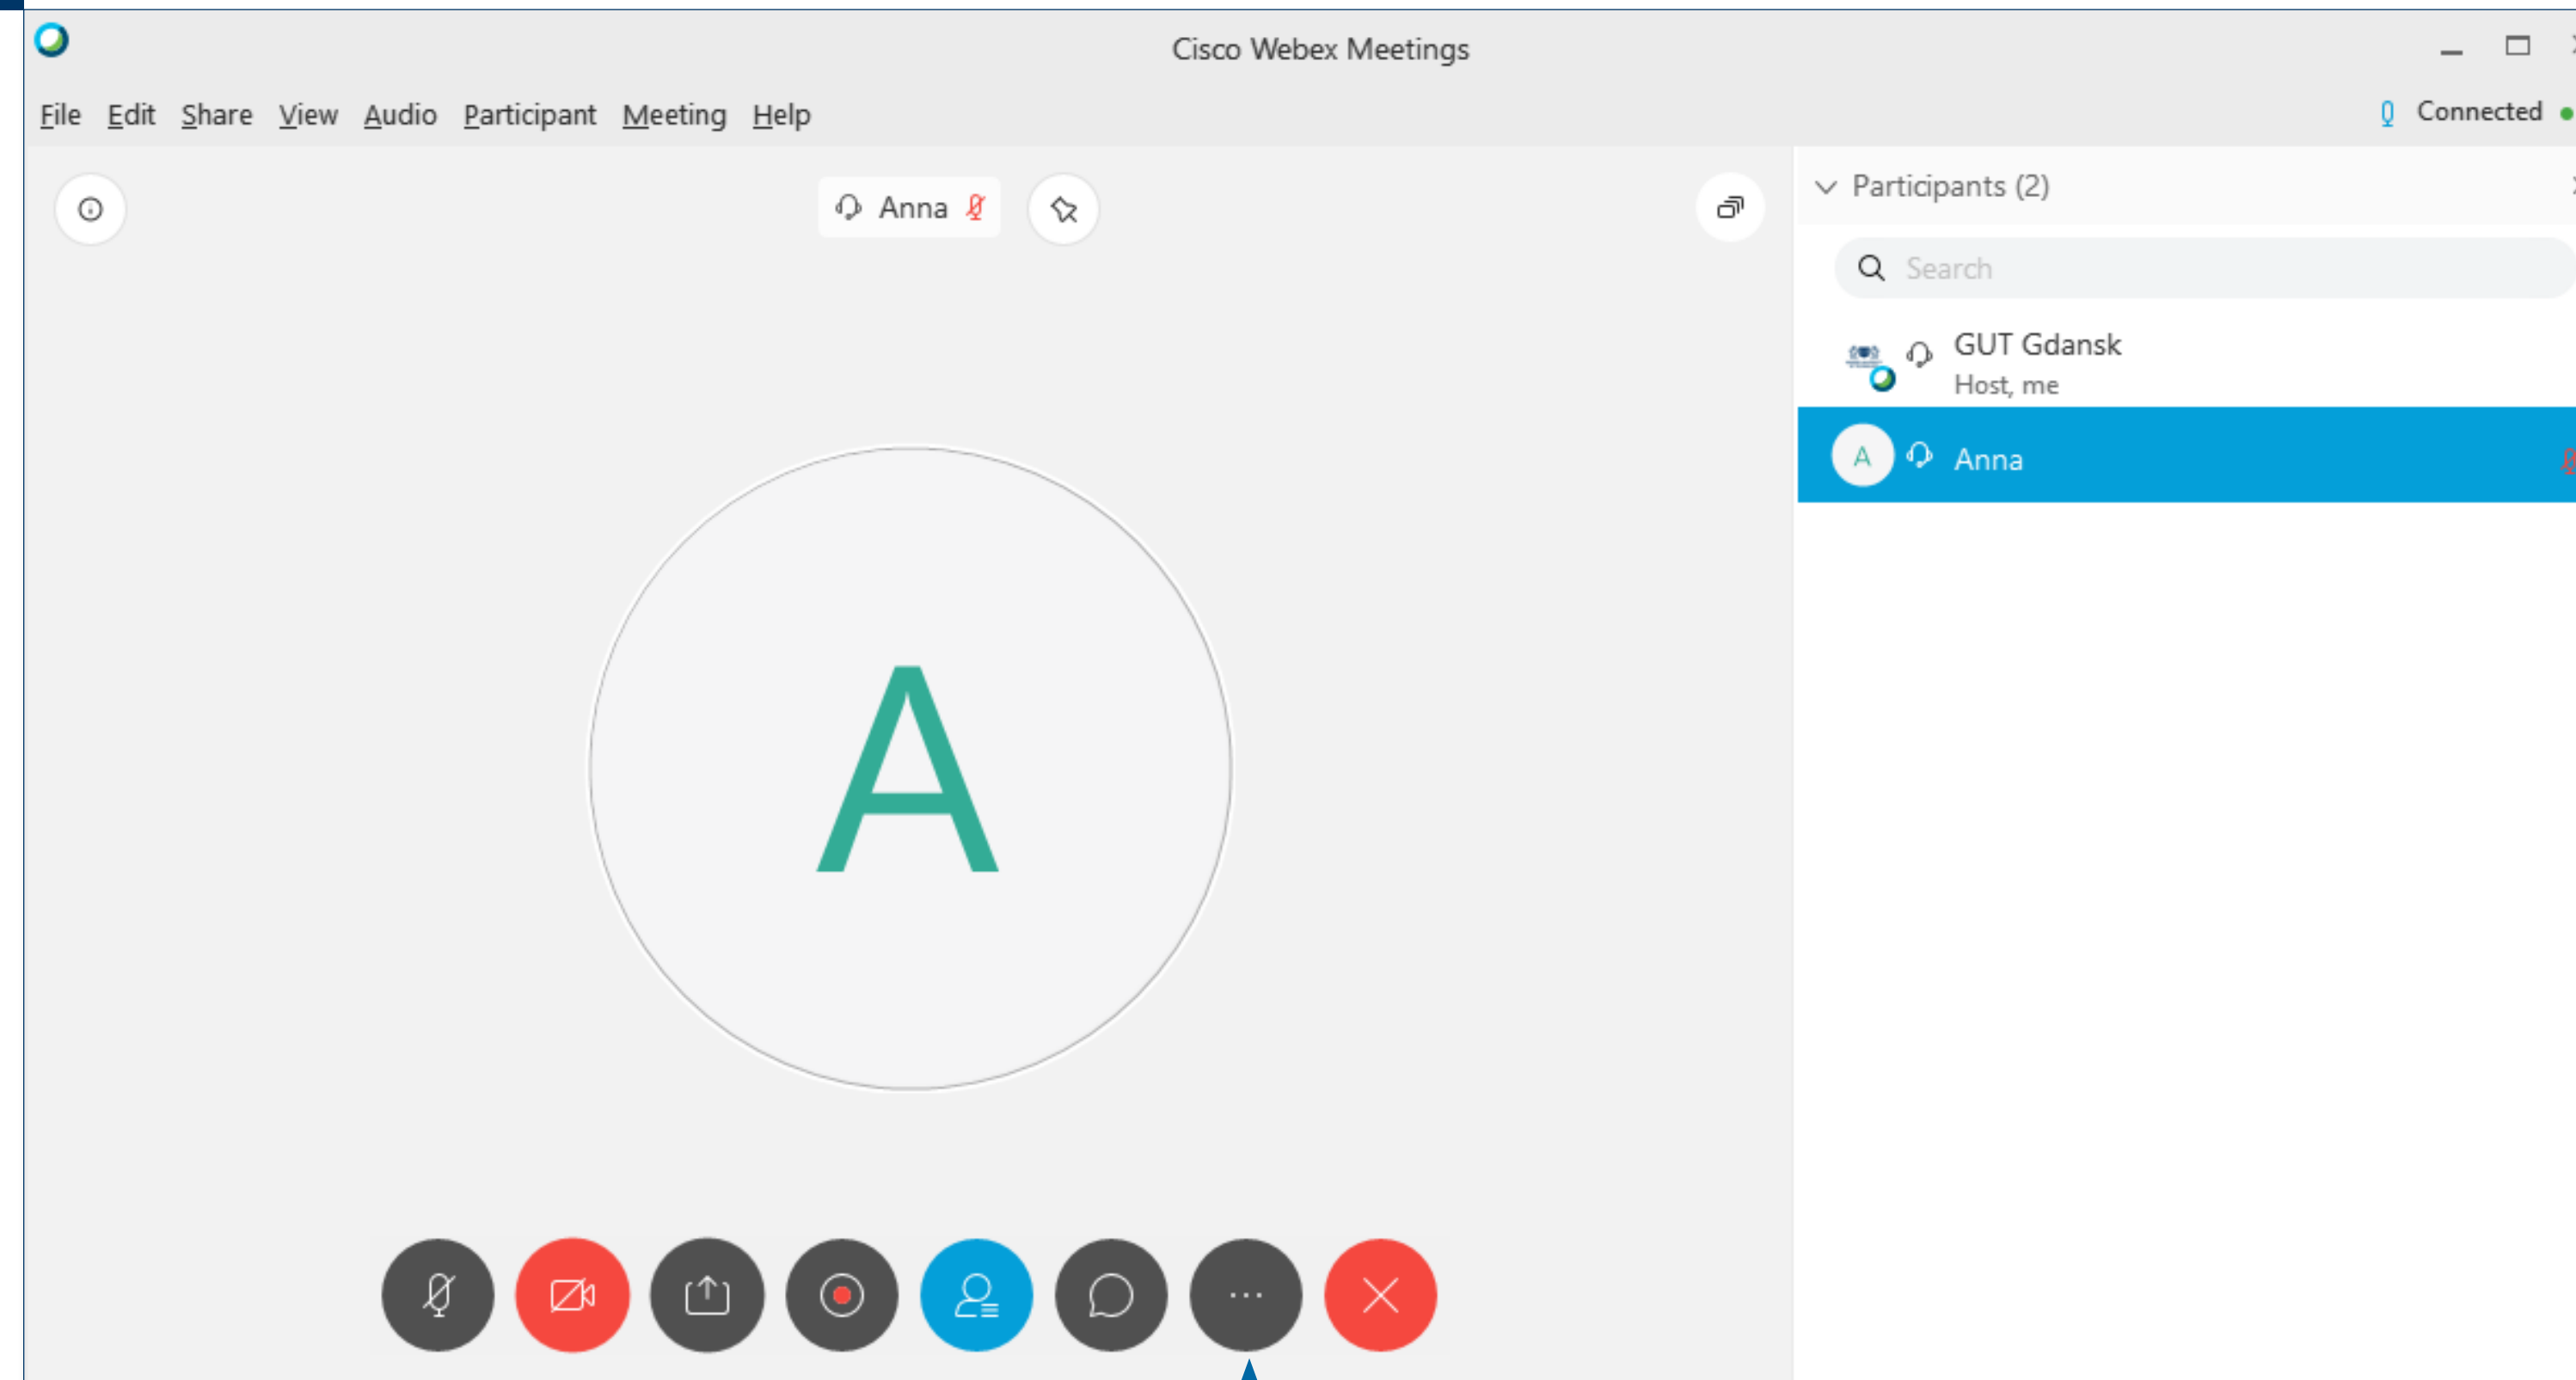 Cisco Webex Meetings
File Edit Share View Audio Participant Meeting Help
Connected
Anna
Participants (2)
Search
GUT Gdansk
Host, me
A Anna
A